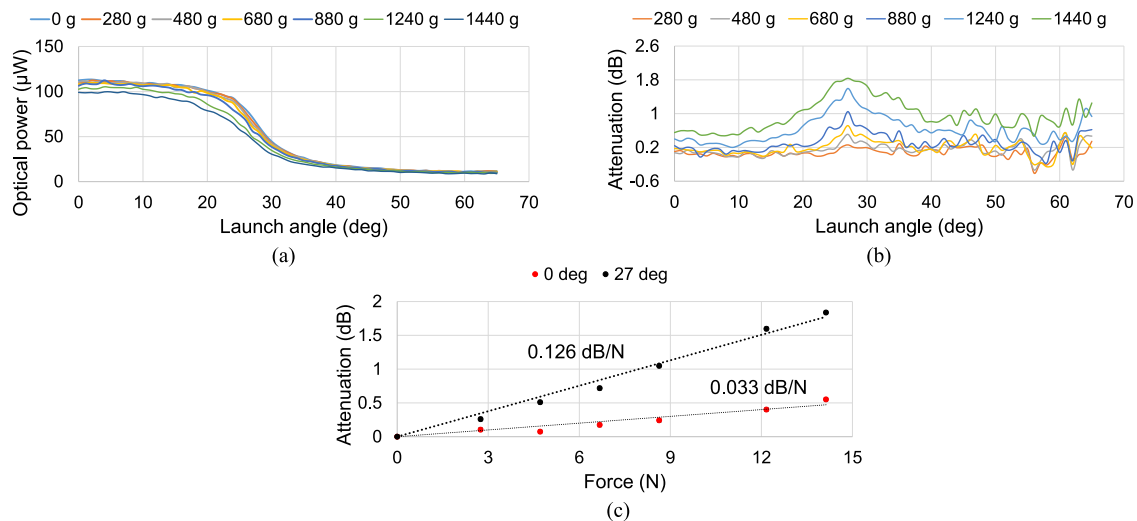 0 g 280 g 480 g 680 g 880 g 1240 g 1440 g
150
100
50
0
Optical power (µW)
0 10 20 30 40 50 60 70
Launch angle (deg)
(a)
280 g 480 g 680 g 880 g 1240 g 1440 g
2.6
1.8
1
0.2
-0.6
Attenuation (dB)
0 10 20 30 40 50 60 70
Launch angle (deg)
(b)
0 deg 27 deg
2
1.5
1
0.5
0
Attenuation (dB)
0.126 dB/N
0.033 dB/N
0 3 6 9 12 15
Force (N)
(c)